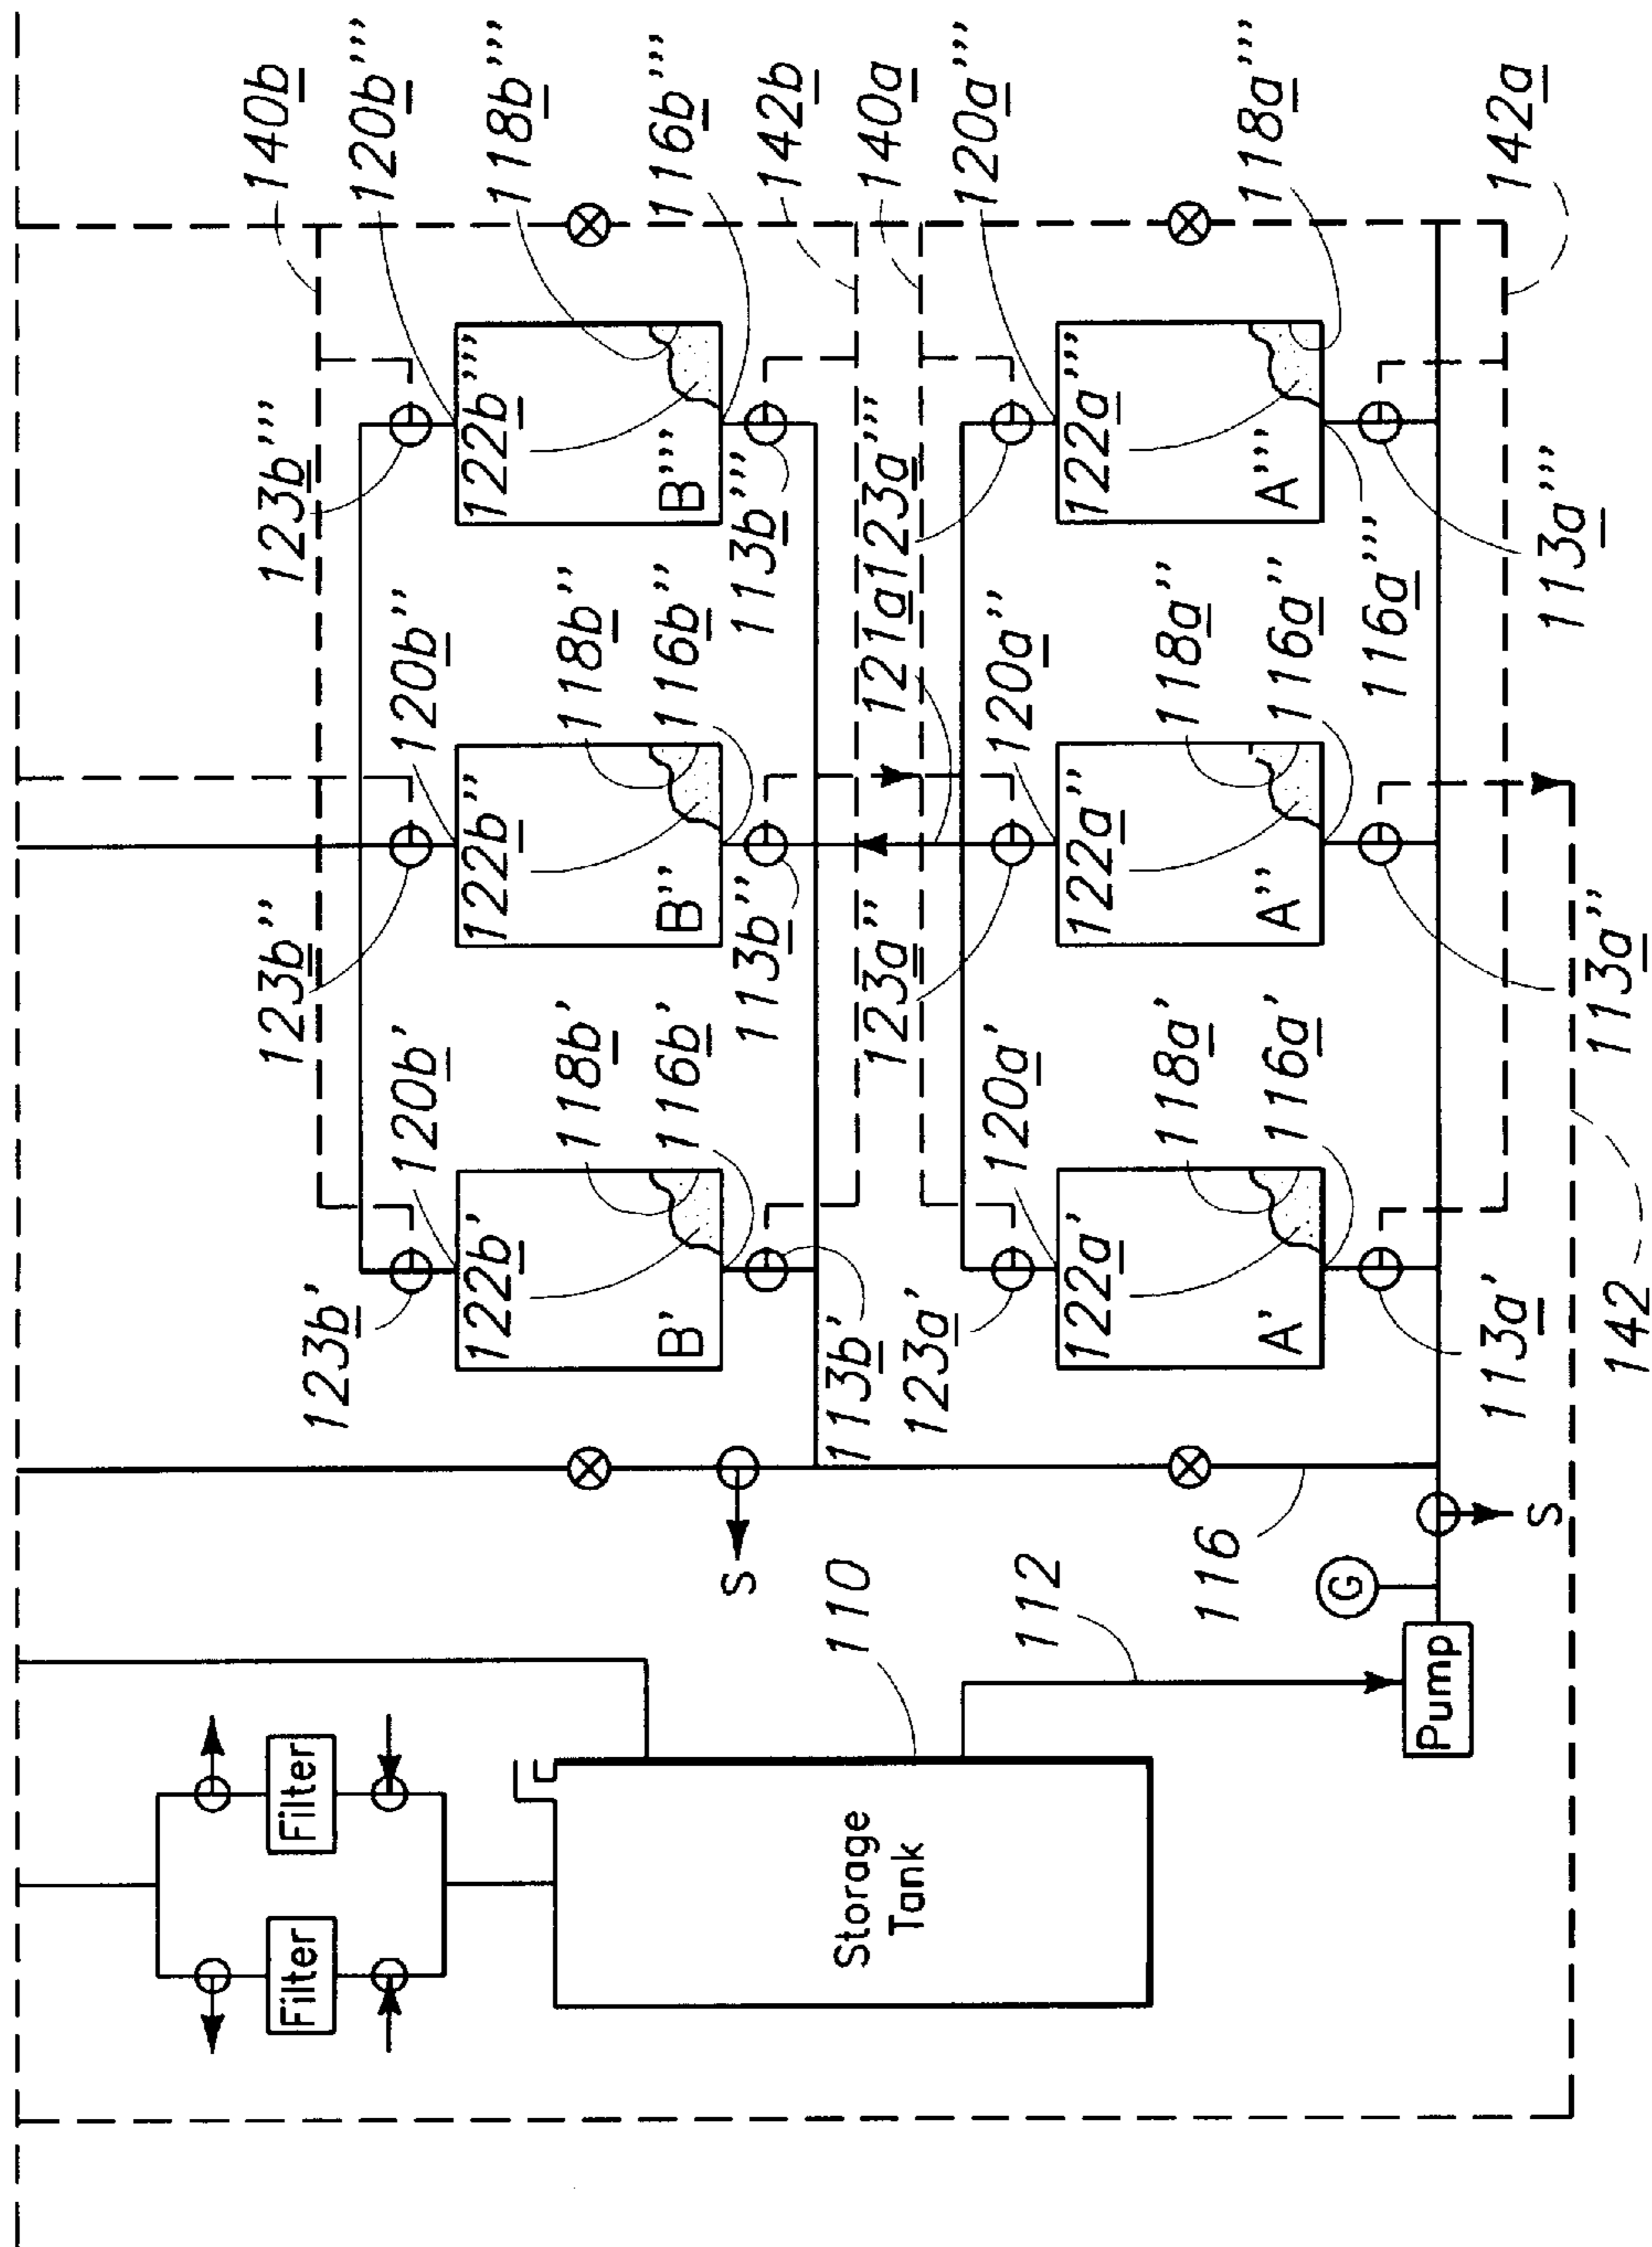 Filter
Filter
123b''
123b'''
140b
123b'
120b'''
120b'
120b''
122b'
122b''
122b'''
118b'''
118b'
118b''
B'
116b'
B''
116b''
B'''
116b'''
S
113b''
113b'''
142b
110
113b'
Storage
Tank
123a''
121a
123a'''
140a
123a'
120a'''
120a'
120a''
112
122a'
122a''
122a'''
118a'
118a''
116
118a'''
A'
116a'
A''
116a''
A'''
G
116a'''
Pump
113a'
142a
S
113a'''
113a''
142